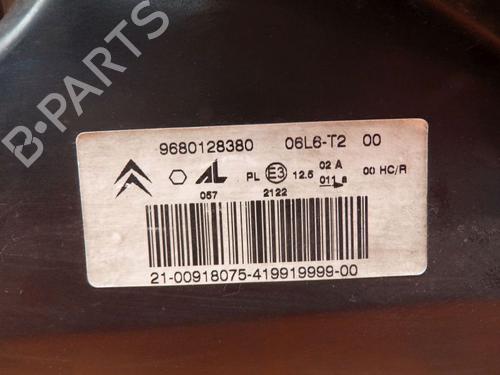 9680128380 06L6-T2 00
AL PL E3 12.5 02 A 00 HC/R
057 2122 011 a
21-00918075-419919999-00
B-PARTS